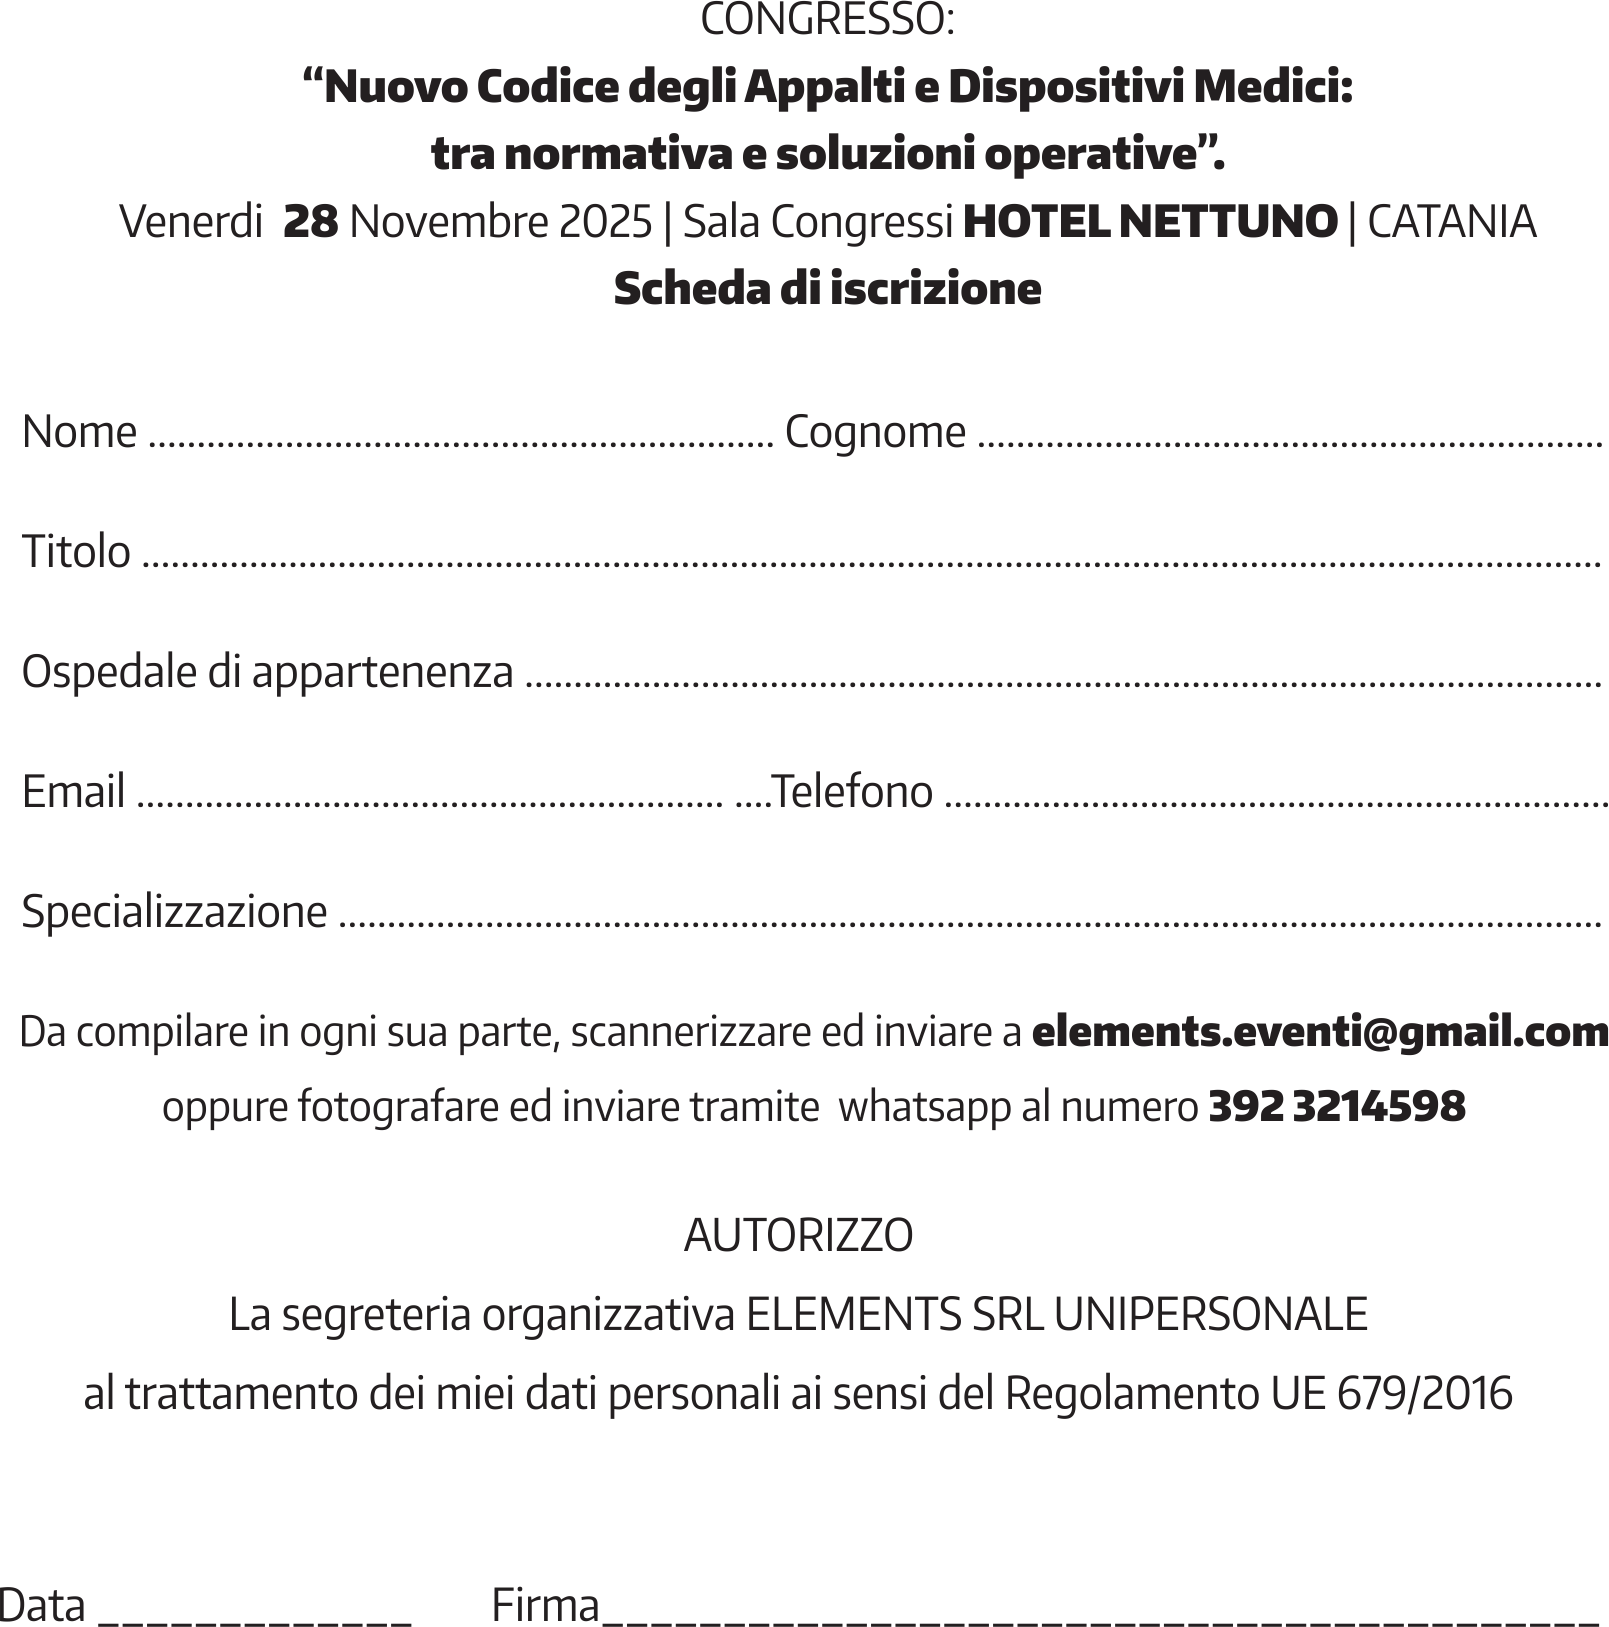 CONGRESSO:
“Nuovo Codice degli Appalti e Dispositivi Medici:
tra normativa e soluzioni operative”.
Venerdi 28 Novembre 2025 | Sala Congressi HOTEL NETTUNO | CATANIA
Scheda di iscrizione
Nome ................................................................ Cognome ................................................................
Titolo ......................................................................................................................................................
Ospedale di appartenenza ..............................................................................................................
Email ............................................................ ....Telefono ....................................................................
Specializzazione .................................................................................................................................
Da compilare in ogni sua parte, scannerizzare ed inviare a elements.eventi@gmail.com
oppure fotografare ed inviare tramite whatsapp al numero 392 3214598
AUTORIZZO
La segreteria organizzativa ELEMENTS SRL UNIPERSONALE
al trattamento dei miei dati personali ai sensi del Regolamento UE 679/2016
Data _____________ Firma_________________________________________